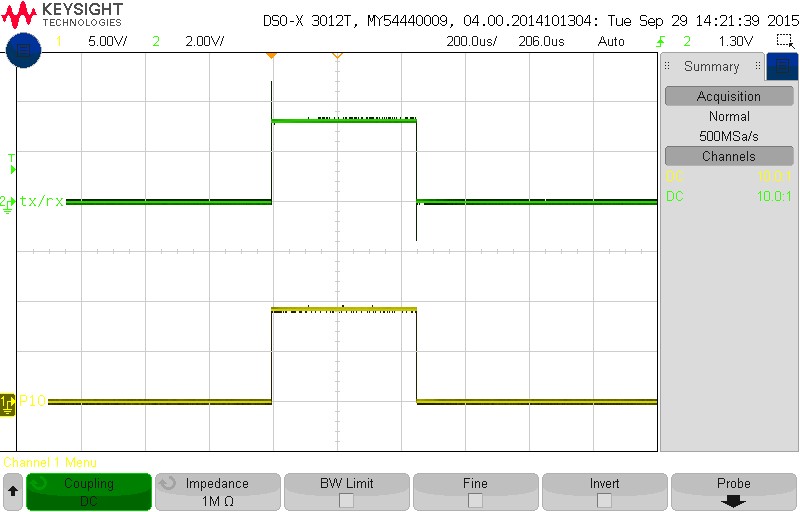 KEYSIGHT
TECHNOLOGIES
DSO-X 3012T, MY54440009, 04.00.2014101304: Tue Sep 29 14:21:39 2015
1 5.00V/ 2 2.00V/ 200.0us/ 206.0us Auto 2 1.30V
Summary
Acquisition
Normal
500MSa/s
Channels
DC 10.0:1
DC 10.0:1
T
2 tx/rx
1 P10
Channel 1 Menu
Coupling
DC
Impedance
1M Ω
BW Limit
Fine
Invert
Probe